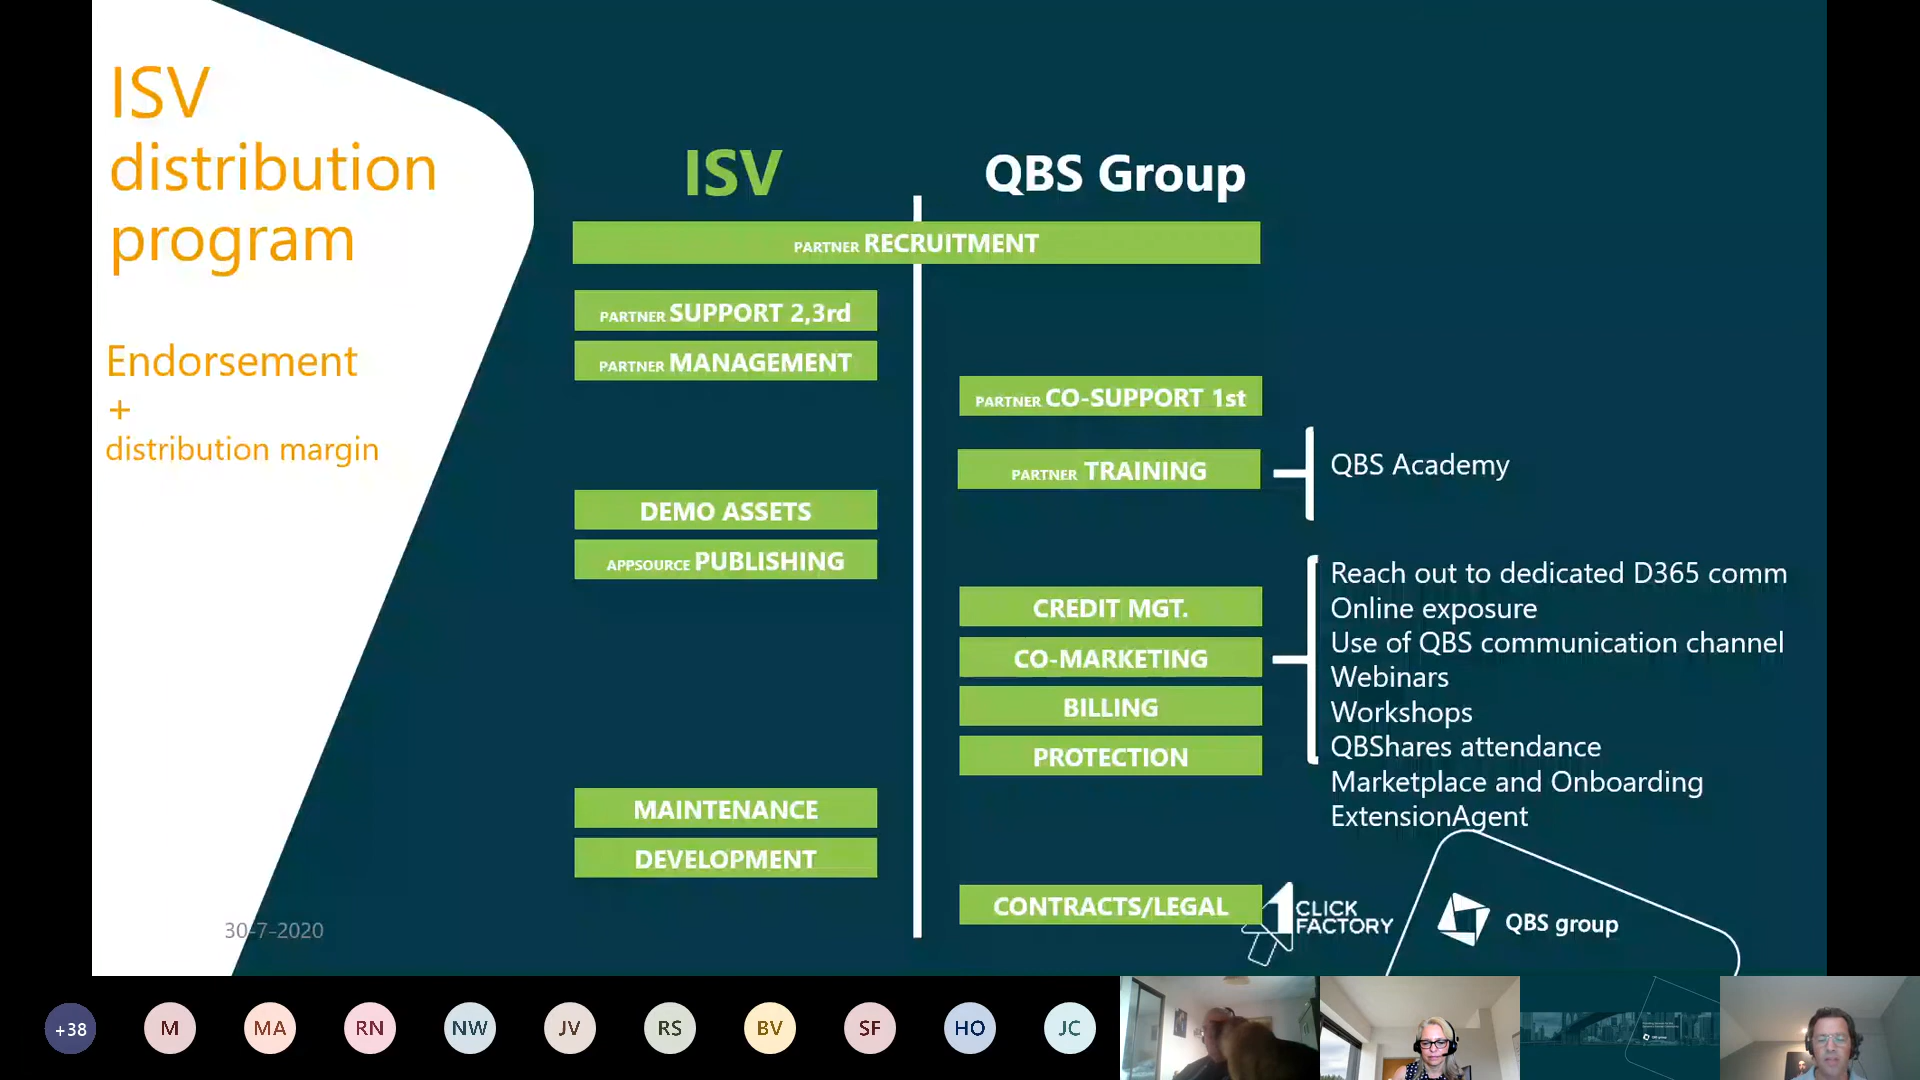 ISV
distribution
program
Endorsement
+
distribution margin
30-7-2020
ISV
QBS Group
PARTNER RECRUITMENT
PARTNER SUPPORT 2,3rd
PARTNER MANAGEMENT
PARTNER CO-SUPPORT 1st
PARTNER TRAINING
QBS Academy
DEMO ASSETS
APPSOURCE PUBLISHING
CREDIT MGT.
CO-MARKETING
BILLING
PROTECTION
Reach out to dedicated D365 comm
Online exposure
Use of QBS communication channel
Webinars
Workshops
QBShares attendance
Marketplace and Onboarding
ExtensionAgent
MAINTENANCE
DEVELOPMENT
CONTRACTS/LEGAL
1CLICK
FACTORY
QBS group
+38
M
MA
RN
NW
JV
RS
BV
SF
HO
JC